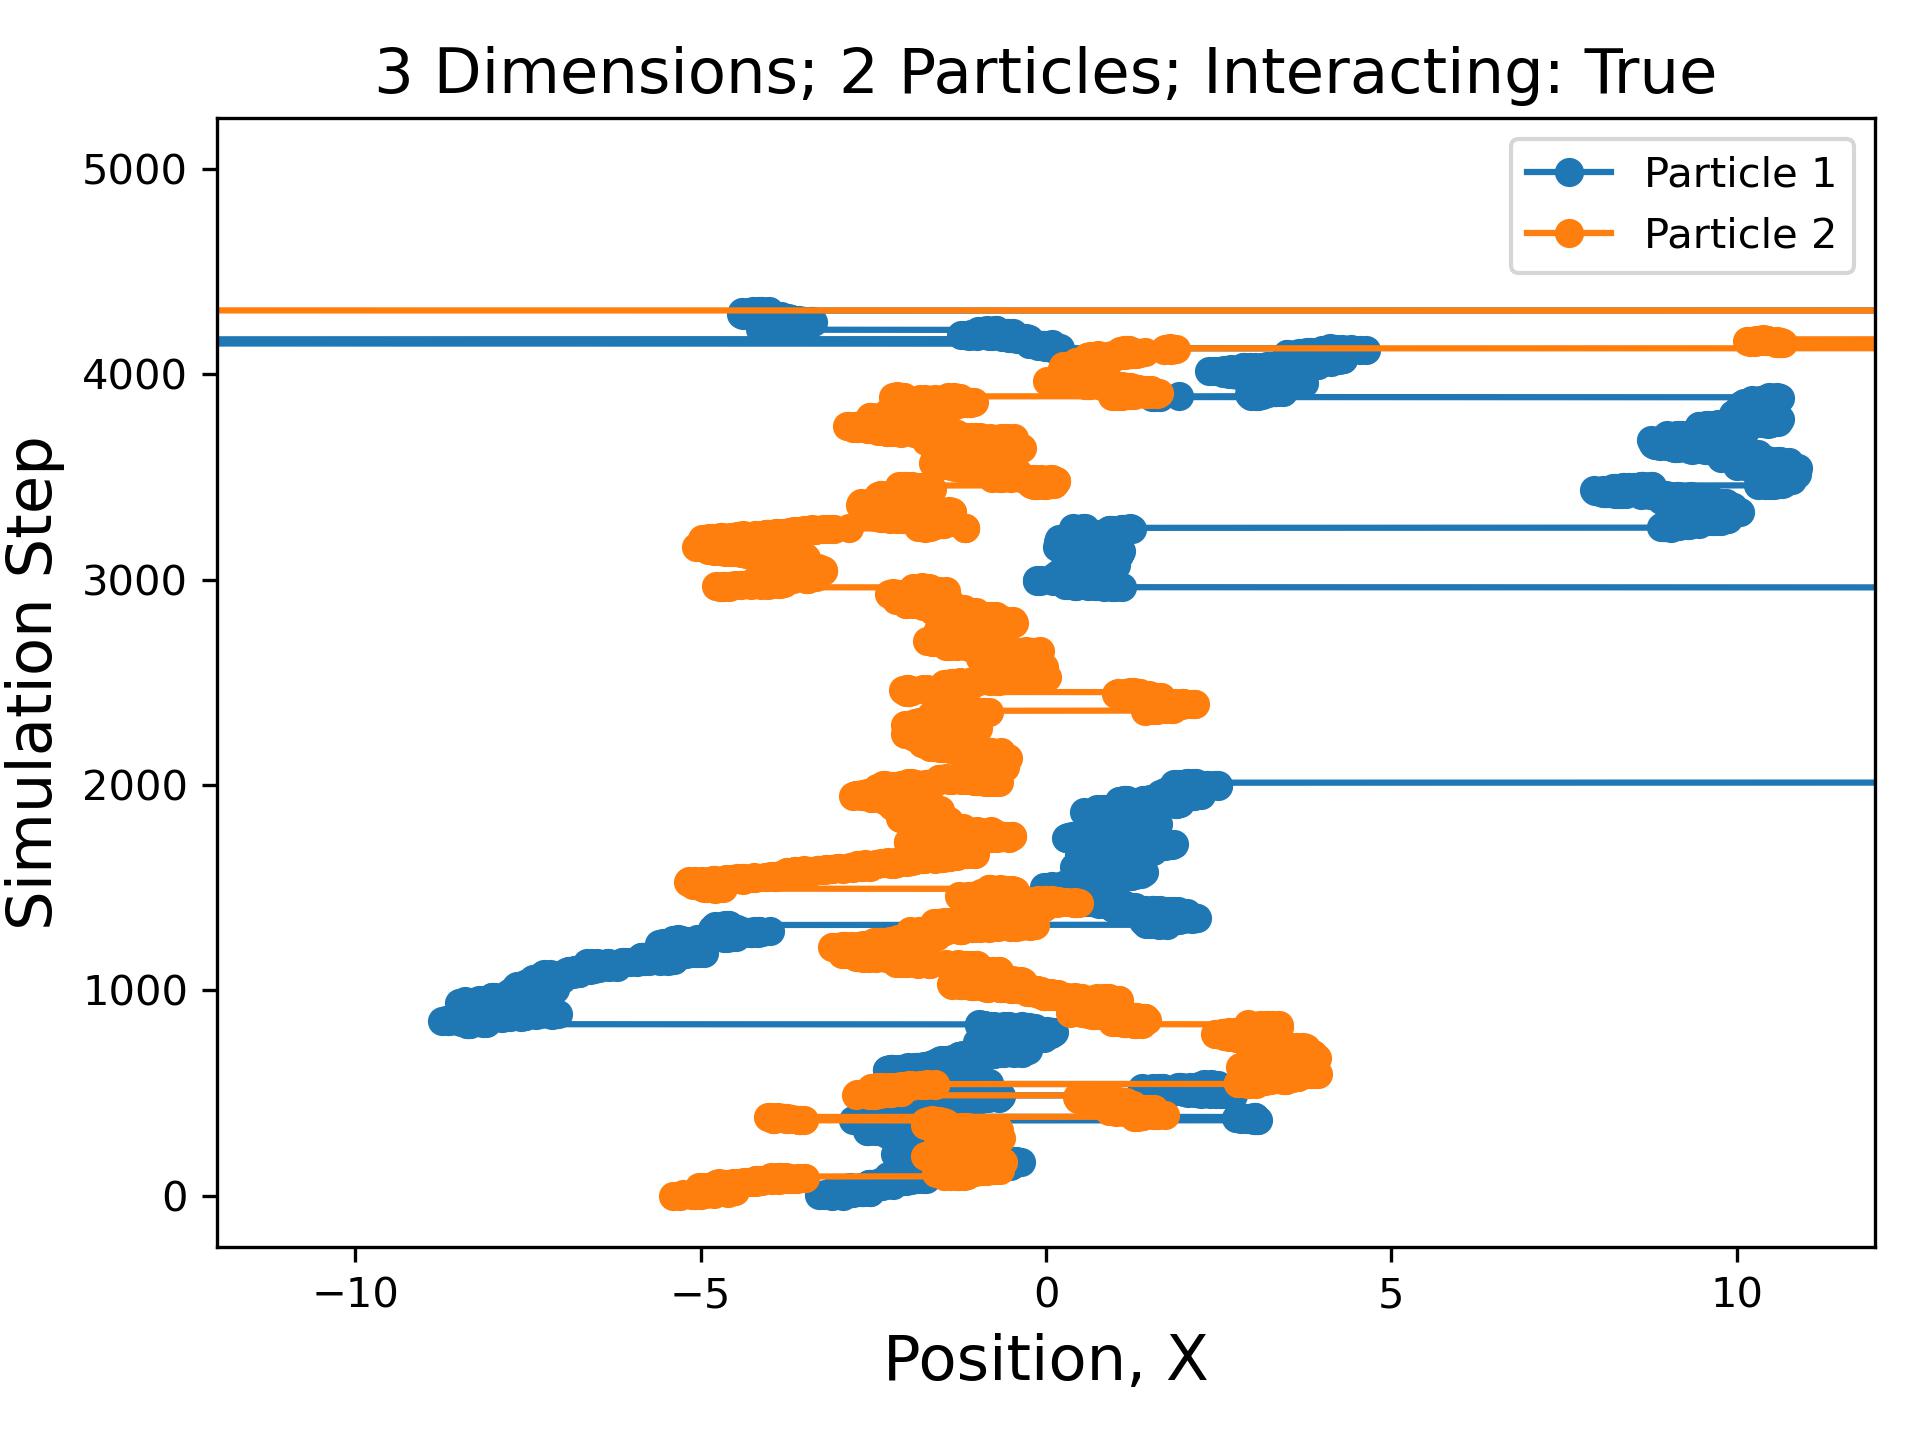 3 Dimensions; 2 Particles; Interacting: True
Particle 1
Particle 2
5000
4000
3000
2000
1000
0
Simulation Step
−10
−5
0
5
10
Position, X